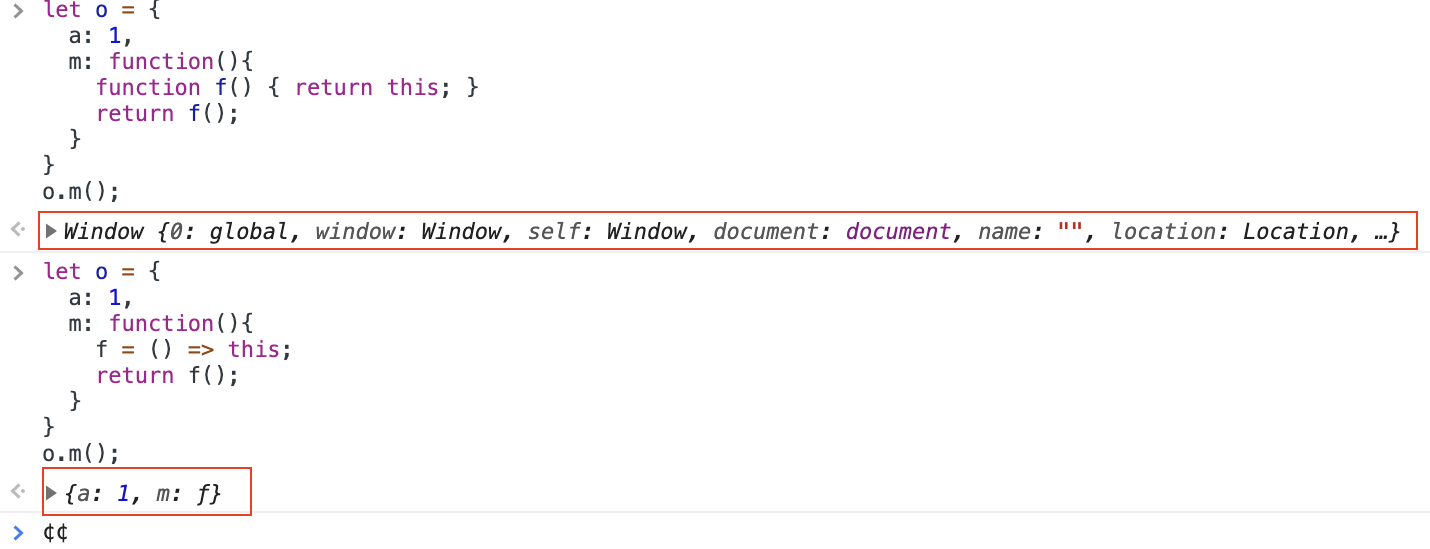 let o = {
  a: 1,
  m: function(){
    function f() { return this; }
    return f();
  }
}
o.m();
Window {0: global, window: Window, self: Window, document: document, name: "", location: Location, …}
let o = {
  a: 1,
  m: function(){
    f = () => this;
    return f();
  }
}
o.m();
{a: 1, m: ƒ}
¢¢